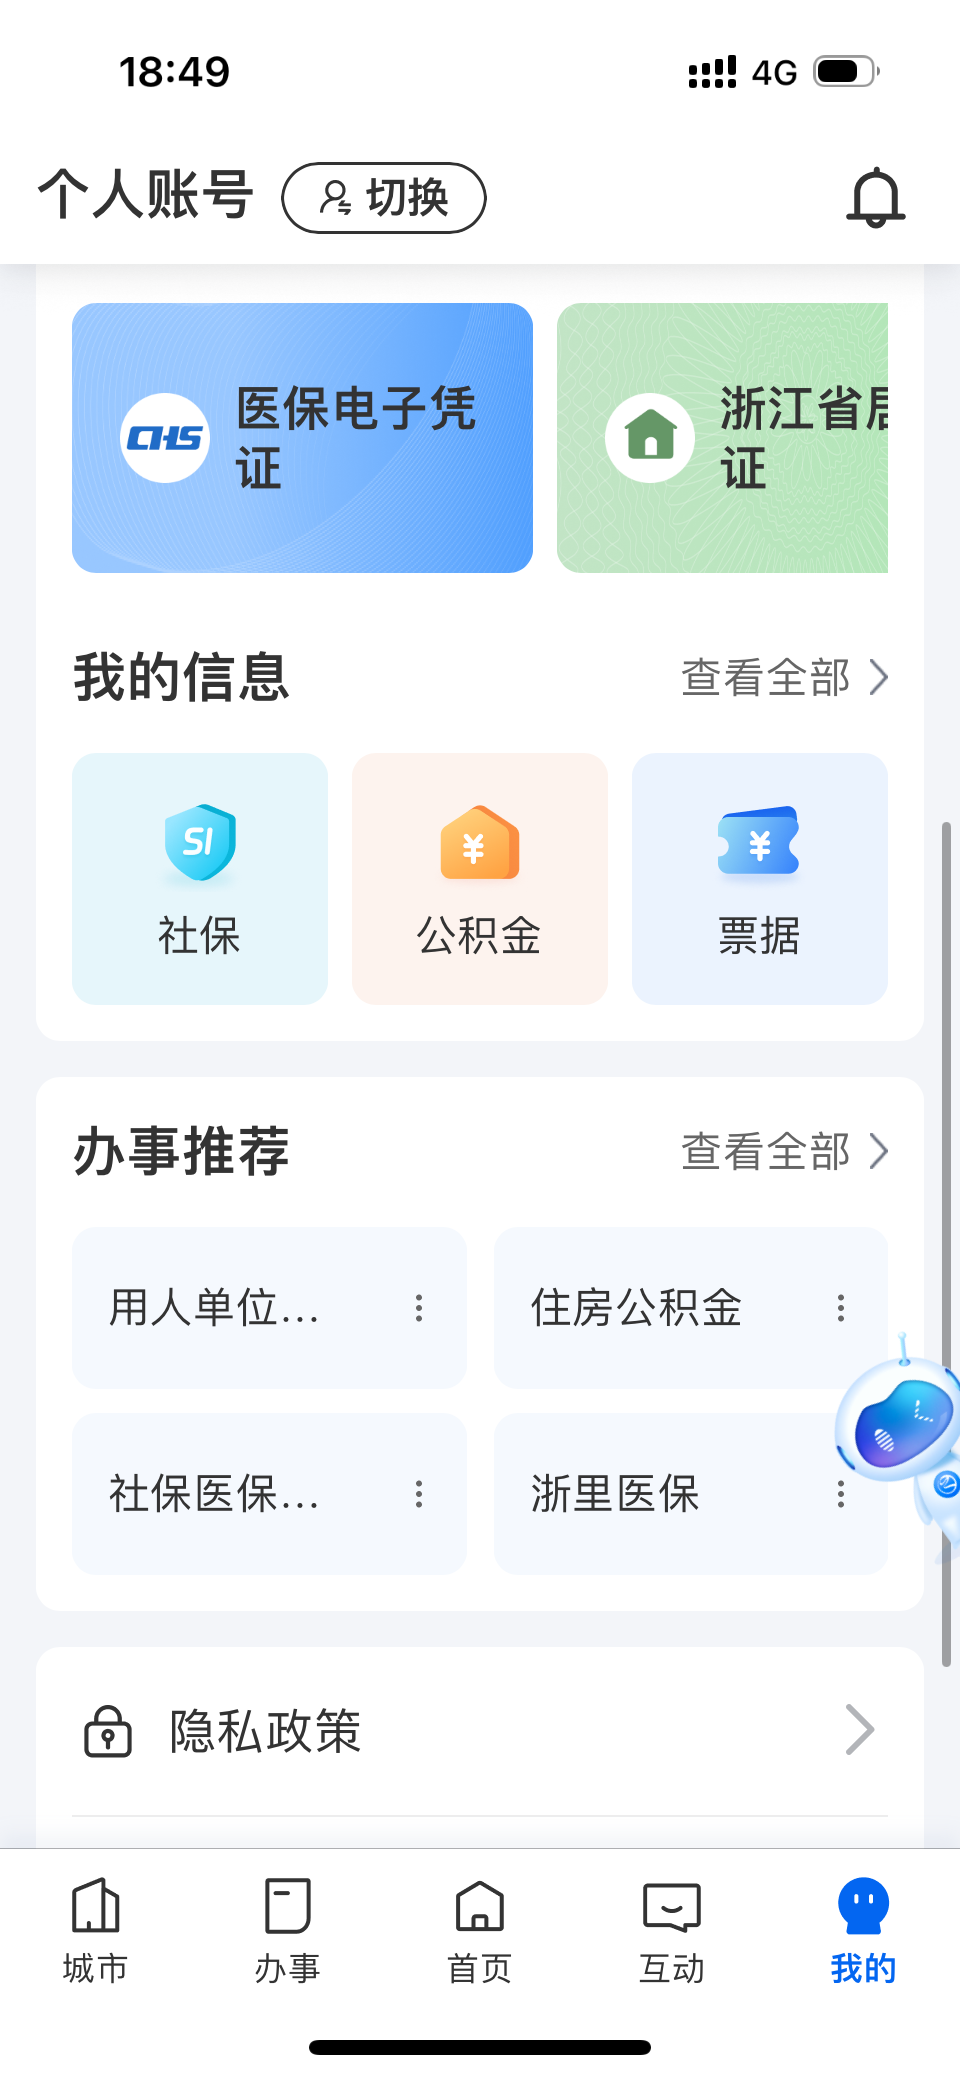 18:49
4G
个人账号
切换
CHS
医保电子凭
证
浙江省居
证
我的信息
查看全部
SI
社保
¥
公积金
¥
票据
办事推荐
查看全部
用人单位...
住房公积金
社保医保...
浙里医保
隐私政策
城市
办事
首页
互动
我的